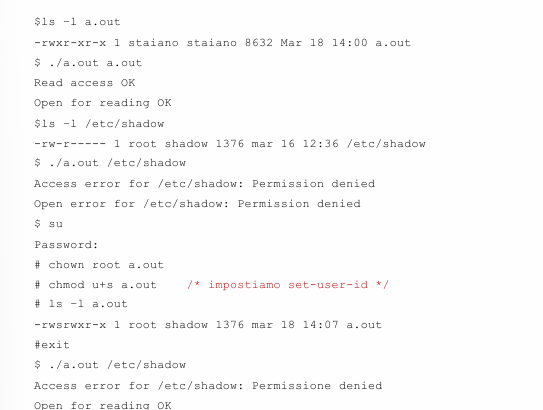 $ls -l a.out
-rwxr-xr-x 1 staiano staiano 8632 Mar 18 14:00 a.out
$ ./a.out a.out
Read access OK
Open for reading OK
$ls -l /etc/shadow
-rw-r----- 1 root shadow 1376 mar 16 12:36 /etc/shadow
$ ./a.out /etc/shadow
Access error for /etc/shadow: Permission denied
Open error for /etc/shadow: Permission denied
$ su
Password:
# chown root a.out
# chmod u+s a.out /* impostiamo set-user-id */
# ls -l a.out
-rwsrwxr-x 1 root shadow 1376 mar 18 14:07 a.out
#exit
$ ./a.out /etc/shadow
Access error for /etc/shadow: Permissione denied
Open for reading OK